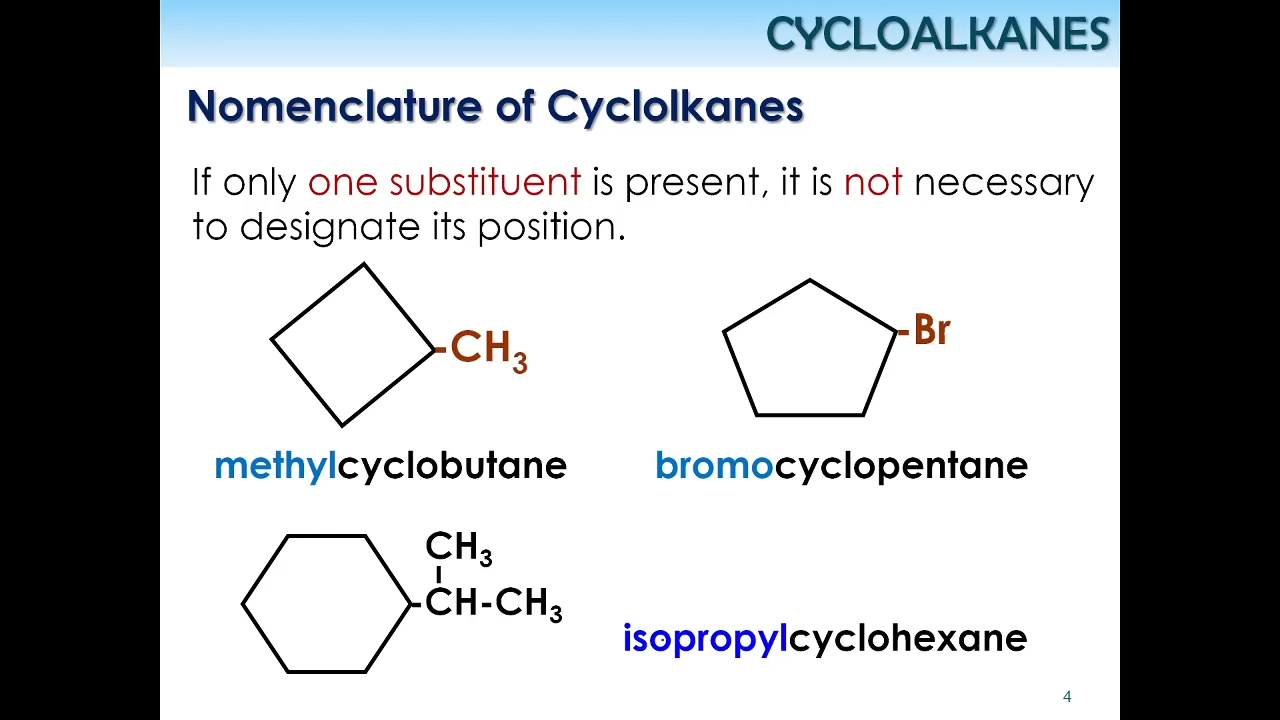 CYCLOALKANES
Nomenclature of Cyclolkanes
If only one substituent is present, it is not necessary
to designate its position.
-CH3
-Br
methylcyclobutane
bromocyclopentane
CH3
-CH-CH3
isopropylcyclohexane
4